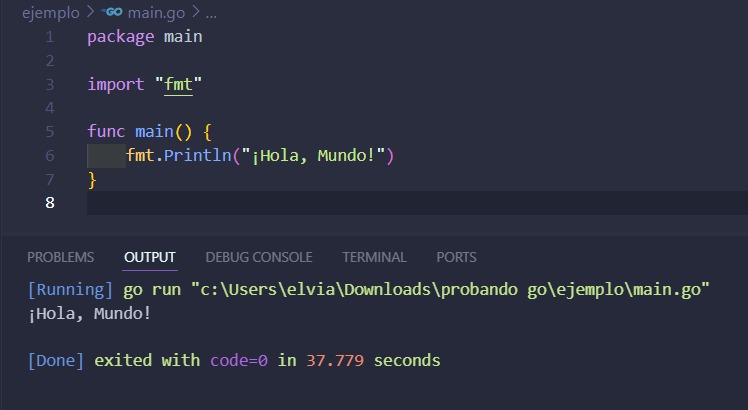 ejemplo > GO main.go > ...
1 package main
2
3 import "fmt"
4
5 func main() {
6 fmt.Println("¡Hola, Mundo!")
7 }
8
PROBLEMS OUTPUT DEBUG CONSOLE TERMINAL PORTS
[Running] go run "c:\Users\elvia\Downloads\probando go\ejemplo\main.go"
¡Hola, Mundo!
[Done] exited with code=0 in 37.779 seconds